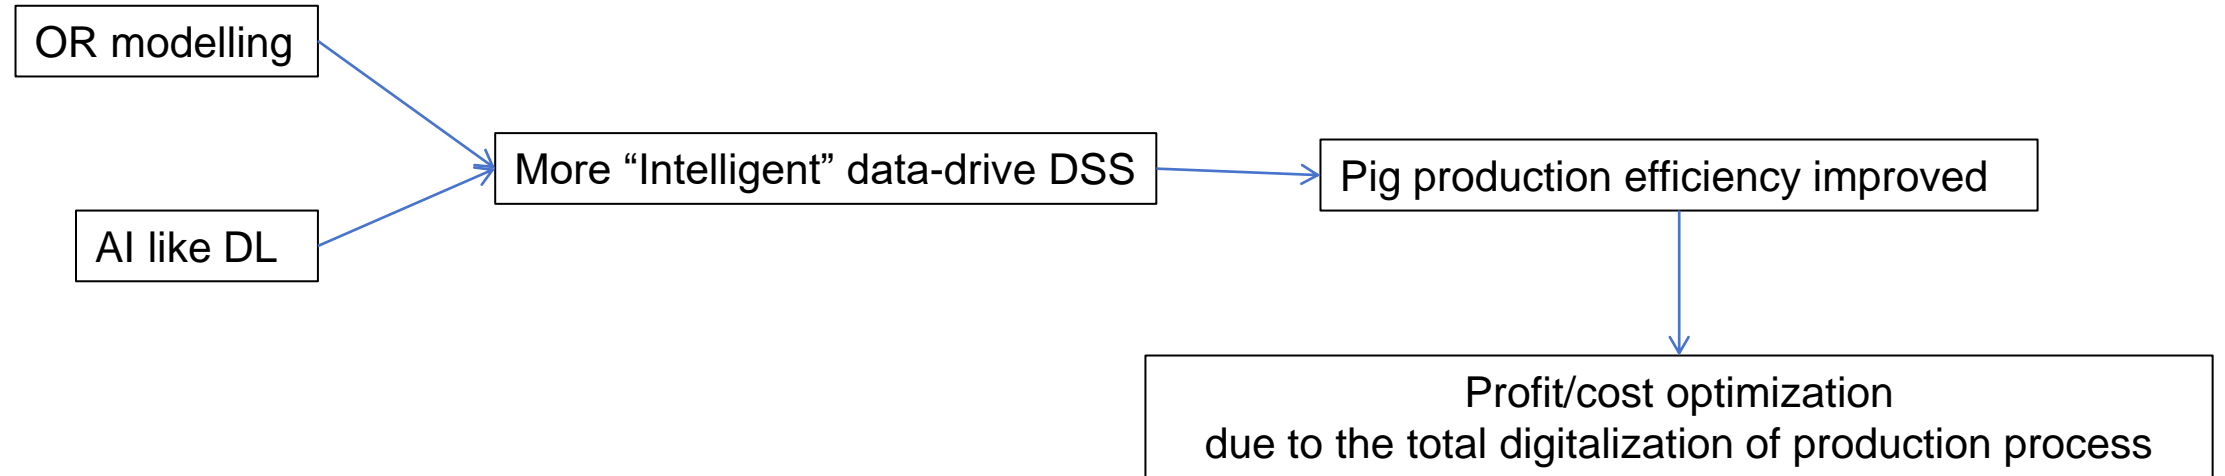 OR modelling
AI like DL
More “Intelligent” data-drive DSS
Pig production efficiency improved
Profit/cost optimization
due to the total digitalization of production process